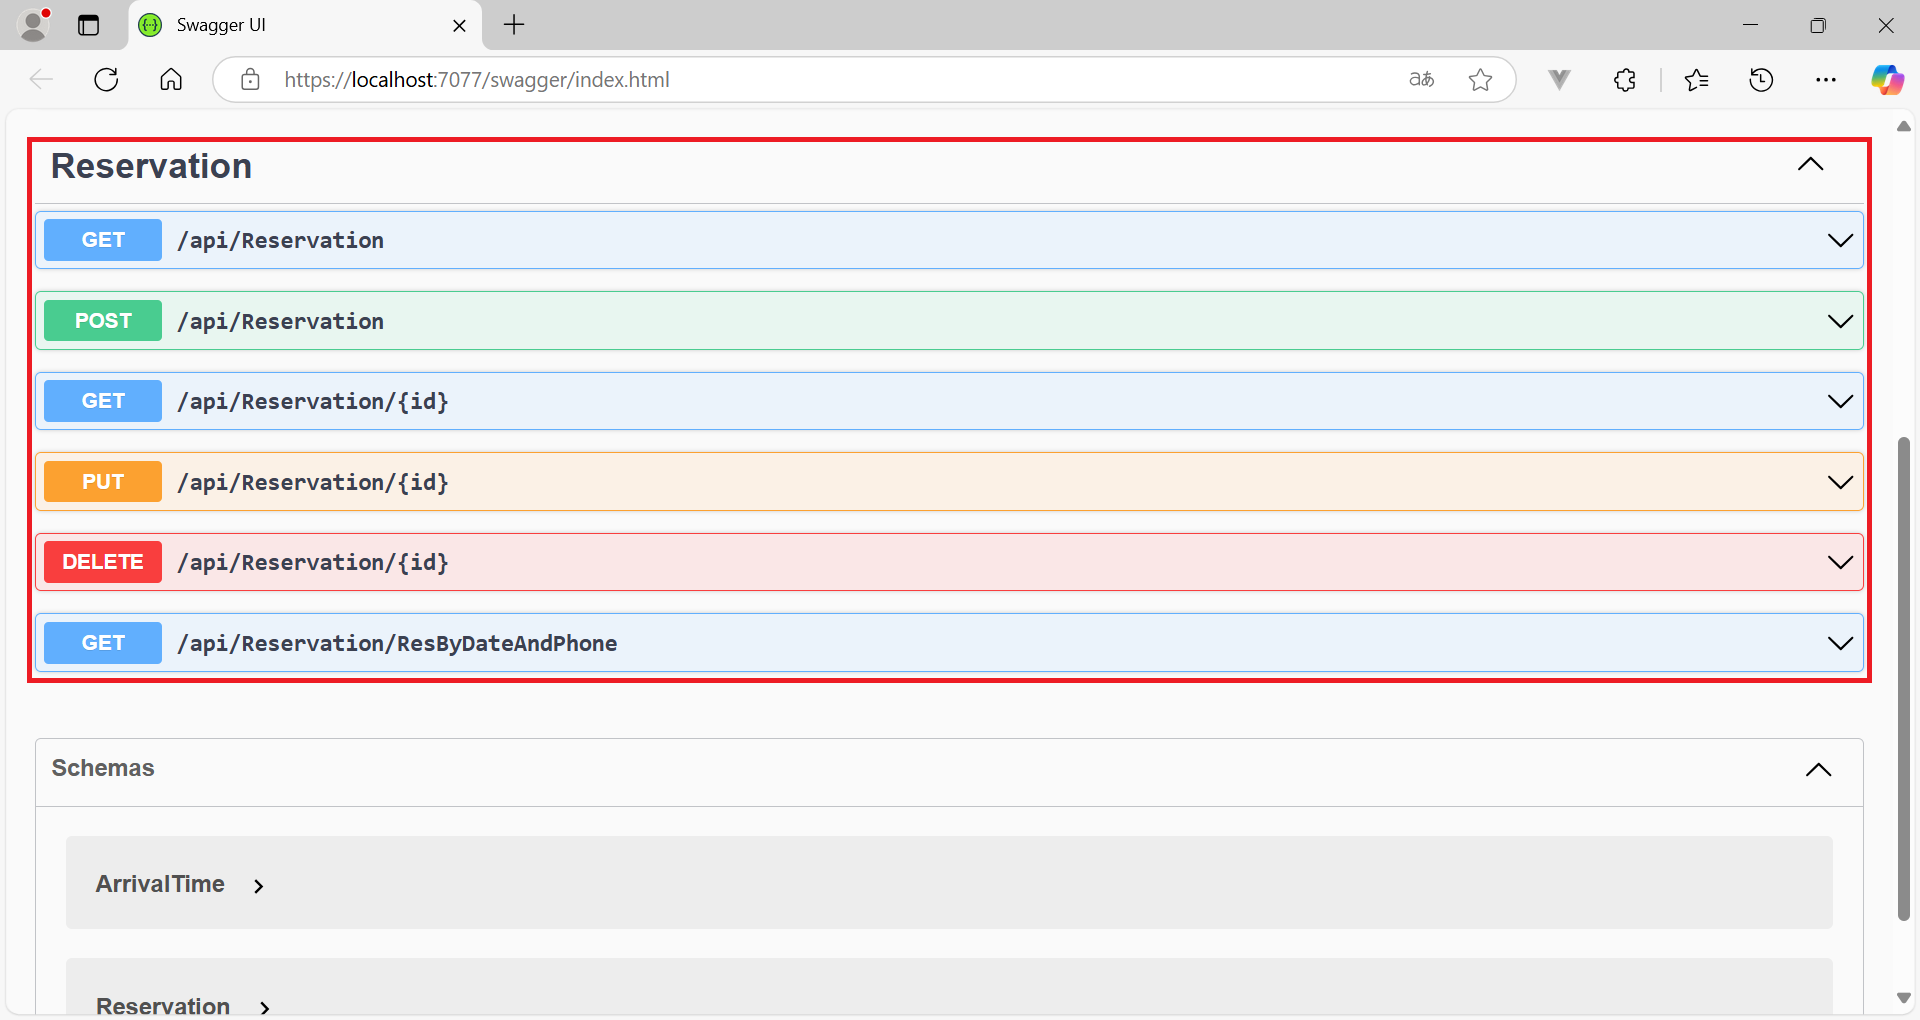 Swagger UI
https://localhost:7077/swagger/index.html
Reservation
GET /api/Reservation
POST /api/Reservation
GET /api/Reservation/{id}
PUT /api/Reservation/{id}
DELETE /api/Reservation/{id}
GET /api/Reservation/ResByDateAndPhone
Schemas
ArrivalTime
Reservation